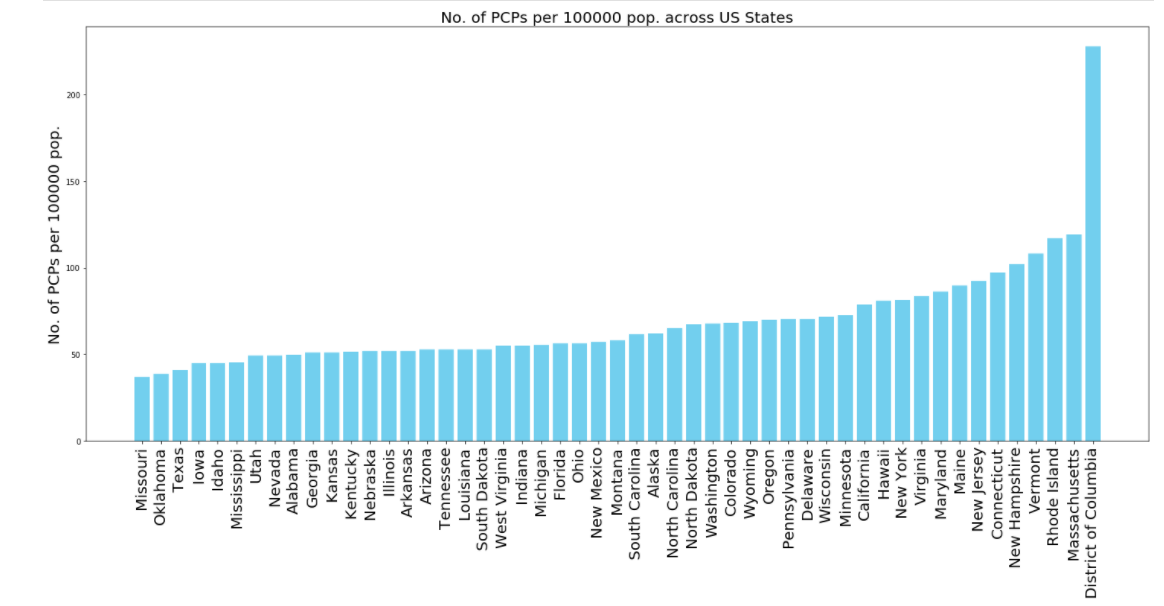 No. of PCPs per 100000 pop. across US States
No. of PCPs per 100000 pop.
200
150
100
50
0
Missouri
Oklahoma
Texas
Iowa
Idaho
Mississippi
Utah
Nevada
Alabama
Georgia
Kansas
Kentucky
Nebraska
Illinois
Arkansas
Arizona
Tennessee
Louisiana
South Dakota
West Virginia
Indiana
Michigan
Florida
Ohio
New Mexico
Montana
South Carolina
Alaska
North Carolina
North Dakota
Washington
Colorado
Wyoming
Oregon
Pennsylvania
Delaware
Wisconsin
Minnesota
California
Hawaii
New York
Virginia
Maryland
Maine
New Jersey
Connecticut
New Hampshire
Vermont
Rhode Island
Massachusetts
District of Columbia